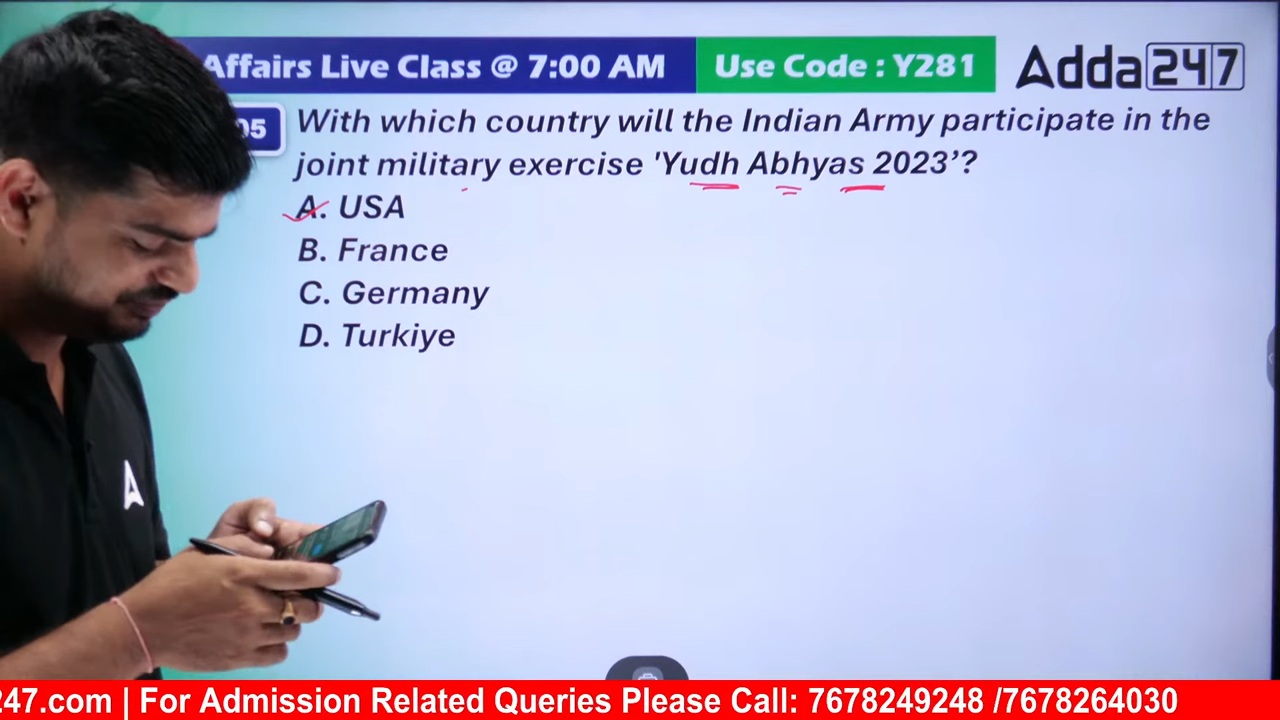 Affairs Live Class @ 7:00 AM
Use Code : Y281
Adda247
05
With which country will the Indian Army participate in the
joint military exercise 'Yudh Abhyas 2023’?
A. USA
B. France
C. Germany
D. Turkiye
247.com | For Admission Related Queries Please Call: 7678249248 /7678264030